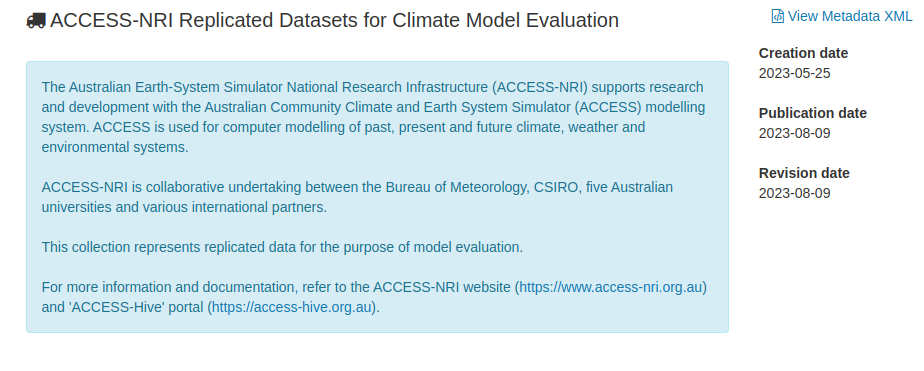 ACCESS-NRI Replicated Datasets for Climate Model Evaluation
View Metadata XML
The Australian Earth-System Simulator National Research Infrastructure (ACCESS-NRI) supports research
and development with the Australian Community Climate and Earth System Simulator (ACCESS) modelling
system. ACCESS is used for computer modelling of past, present and future climate, weather and
environmental systems.
ACCESS-NRI is collaborative undertaking between the Bureau of Meteorology, CSIRO, five Australian
universities and various international partners.
This collection represents replicated data for the purpose of model evaluation.
For more information and documentation, refer to the ACCESS-NRI website (https://www.access-nri.org.au)
and 'ACCESS-Hive' portal (https://access-hive.org.au).
Creation date
2023-05-25
Publication date
2023-08-09
Revision date
2023-08-09